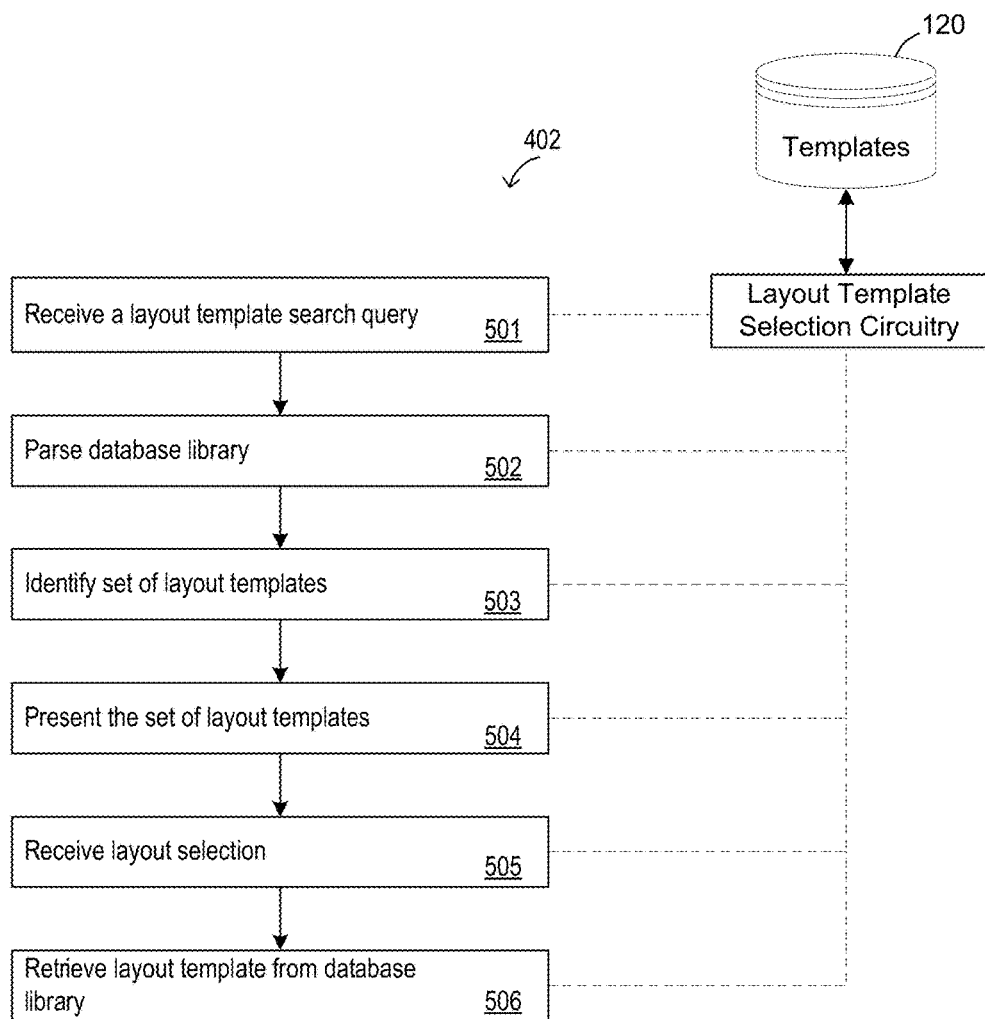 120
Templates
402
Layout Template
Selection Circuitry
Receive a layout template search query
501
Parse database library
502
Identify set of layout templates
503
Present the set of layout templates
504
Receive layout selection
505
Retrieve layout template from database
library
506